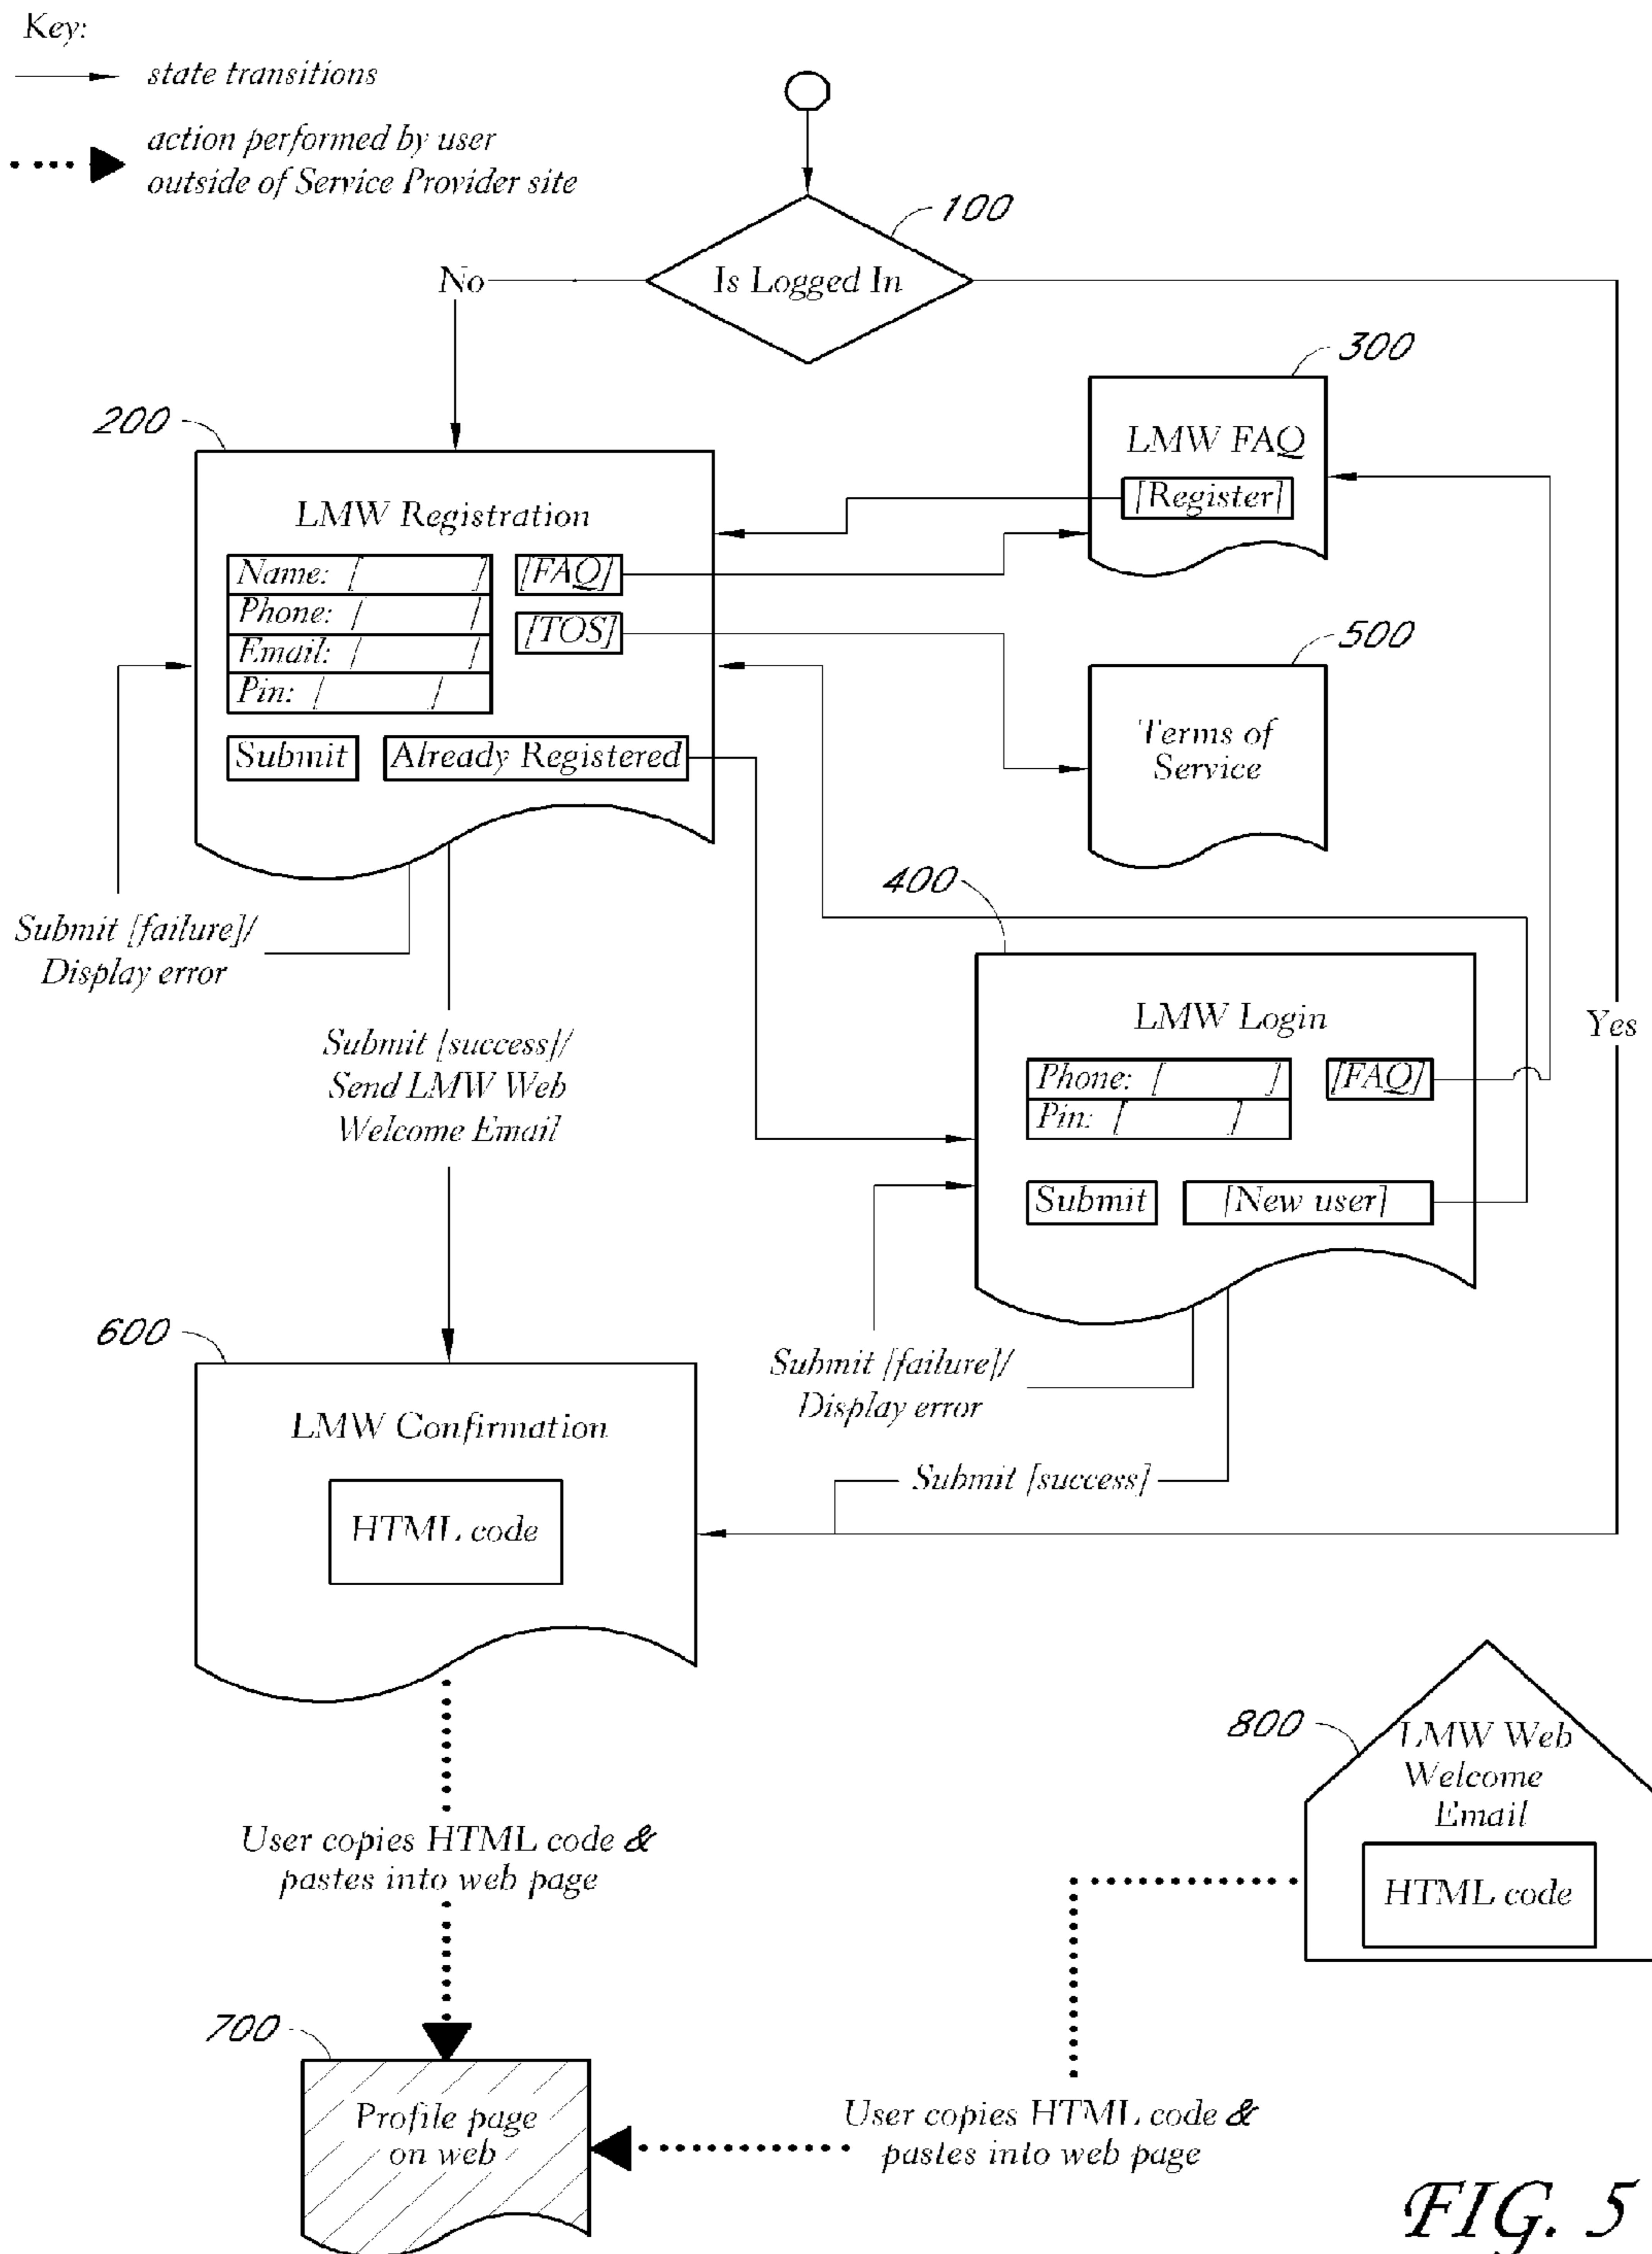 Key:
state transitions
action performed by user
outside of Service Provider site
100
Is Logged In
No
300
LMW FAQ
[Register]
200
LMW Registration
Name: [ ]
Phone: [ ]
Email: [ ]
Pin: [ ]
[FAQ]
[TOS]
Submit
Already Registered
500
Terms of
Service
Submit [failure]/
Display error
400
LMW Login
Phone: [ ]
Pin: [ ]
[FAQ]
Submit
[New user]
Yes
Submit [success]/
Send LMW Web
Welcome Email
Submit [failure]/
Display error
Submit [success]
600
LMW Confirmation
HTML code
User copies HTML code &
pastes into web page
800
LMW Web
Welcome
Email
HTML code
700
Profile page
on web
User copies HTML code &
pastes into web page
FIG. 5